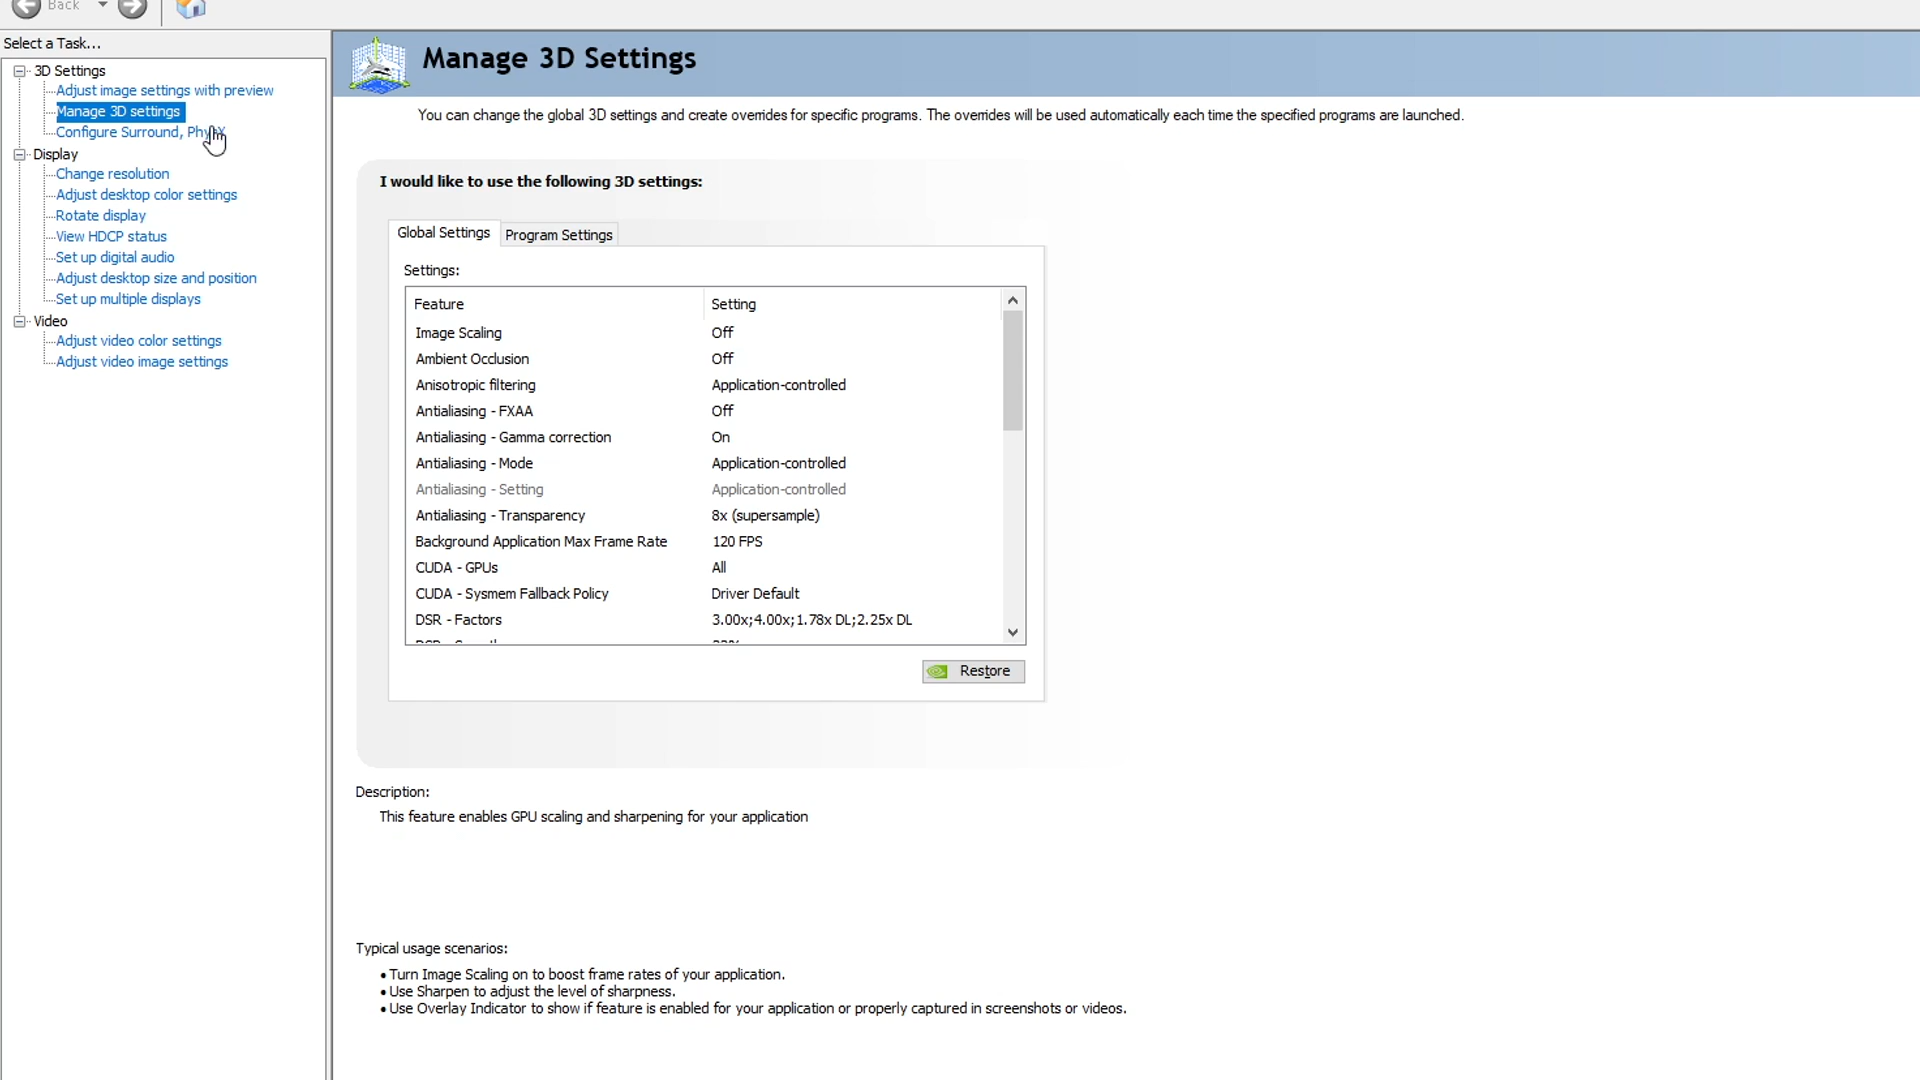 Back
Select a Task...
3D Settings
Adjust image settings with preview
Manage 3D settings
Configure Surround, PhysX
Display
Change resolution
Adjust desktop color settings
Rotate display
View HDCP status
Set up digital audio
Adjust desktop size and position
Set up multiple displays
Video
Adjust video color settings
Adjust video image settings
Manage 3D Settings
You can change the global 3D settings and create overrides for specific programs. The overrides will be used automatically each time the specified programs are launched.
I would like to use the following 3D settings:
Global Settings Program Settings
Settings:
Feature Setting
Image Scaling Off
Ambient Occlusion Off
Anisotropic filtering Application-controlled
Antialiasing - FXAA Off
Antialiasing - Gamma correction On
Antialiasing - Mode Application-controlled
Antialiasing - Setting Application-controlled
Antialiasing - Transparency 8x (supersample)
Background Application Max Frame Rate 120 FPS
CUDA - GPUs All
CUDA - Sysmem Fallback Policy Driver Default
DSR - Factors 3.00x;4.00x;1.78x DL;2.25x DL
Restore
Description:
This feature enables GPU scaling and sharpening for your application
Typical usage scenarios:
• Turn Image Scaling on to boost frame rates of your application.
• Use Sharpen to adjust the level of sharpness.
• Use Overlay Indicator to show if feature is enabled for your application or properly captured in screenshots or videos.